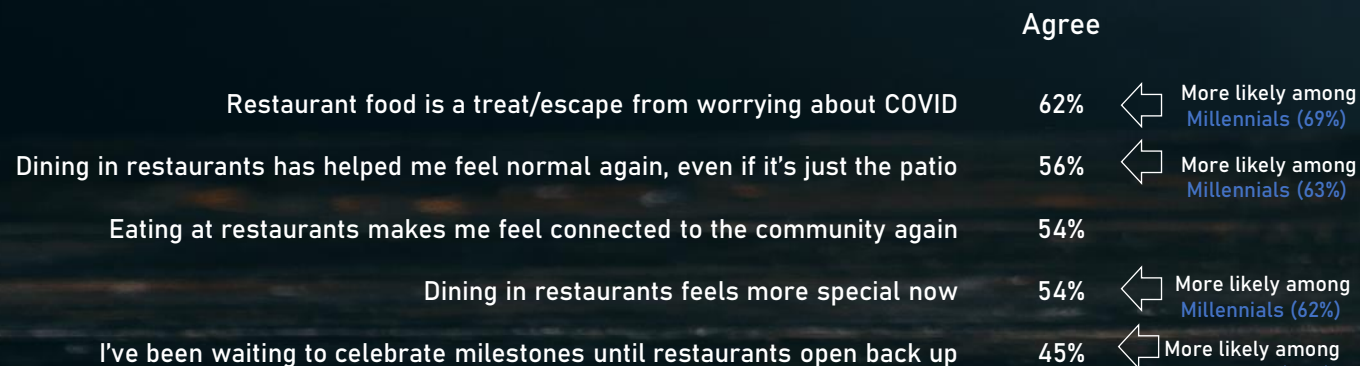 Agree
Restaurant food is a treat/escape from worrying about COVID 62% More likely among
Millennials (69%)
Dining in restaurants has helped me feel normal again, even if it's just the patio 56% More likely among
Millennials (63%)
Eating at restaurants makes me feel connected to the community again 54%
Dining in restaurants feels more special now 54% More likely among
Millennials (62%)
I've been waiting to celebrate milestones until restaurants open back up 45% More likely among